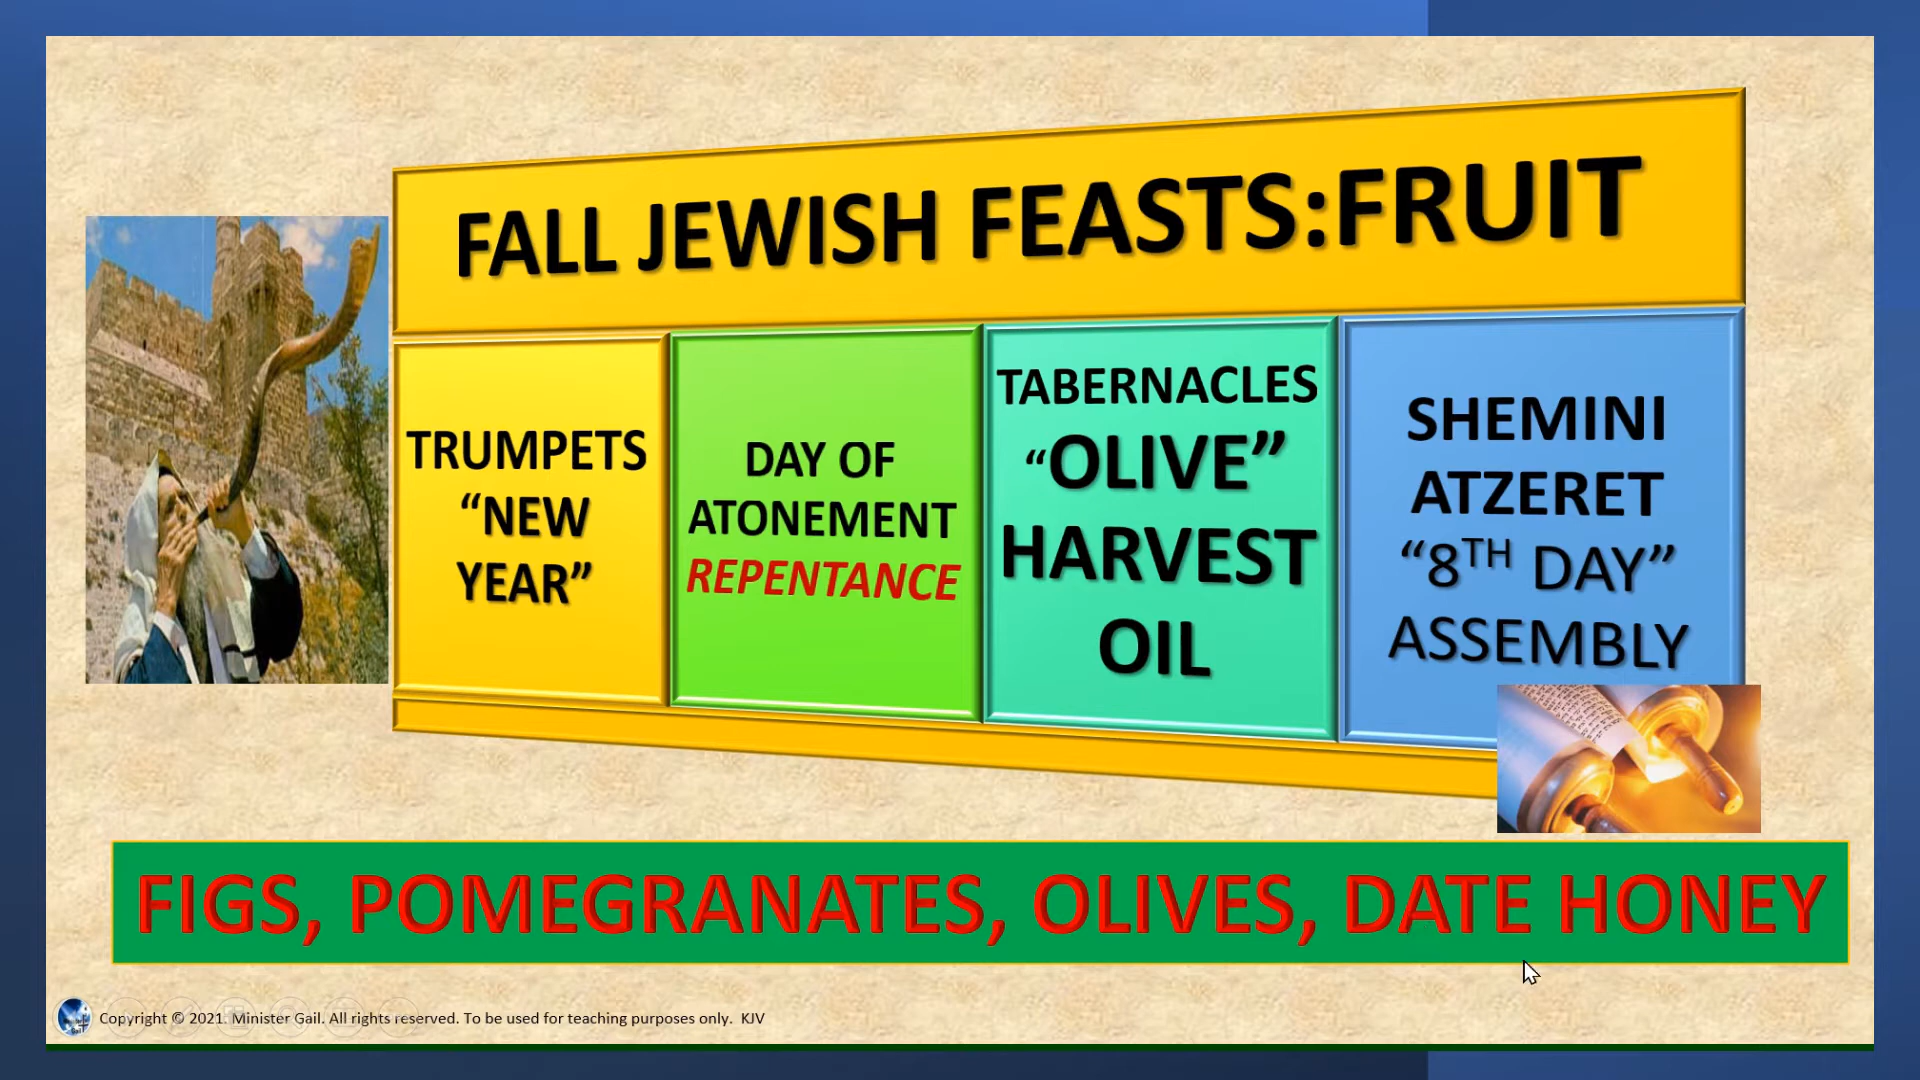 FALL JEWISH FEASTS:FRUIT
TRUMPETS
“NEW
YEAR”
DAY OF
ATONEMENT
REPENTANCE
TABERNACLES
“OLIVE”
HARVEST
OIL
SHEMINI
ATZERET
“8TH DAY”
ASSEMBLY
FIGS, POMEGRANATES, OLIVES, DATE HONEY
Copyright © 2021. Minister Gail. All rights reserved. To be used for teaching purposes only. KJV